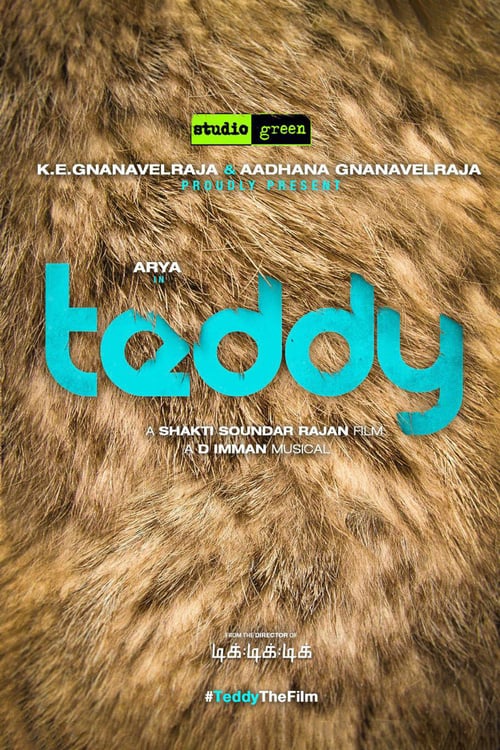 studio green
K.E.GNANAVELRAJA & AADHANA GNANAVELRAJA
PROUDLY PRESENT
ARYA
IN
teddy
A SHAKTI SOUNDAR RAJAN FILM
A D IMMAN MUSICAL
FROM THE DIRECTOR OF
டிக்:டிக்:டிக்
#TeddyTheFilm